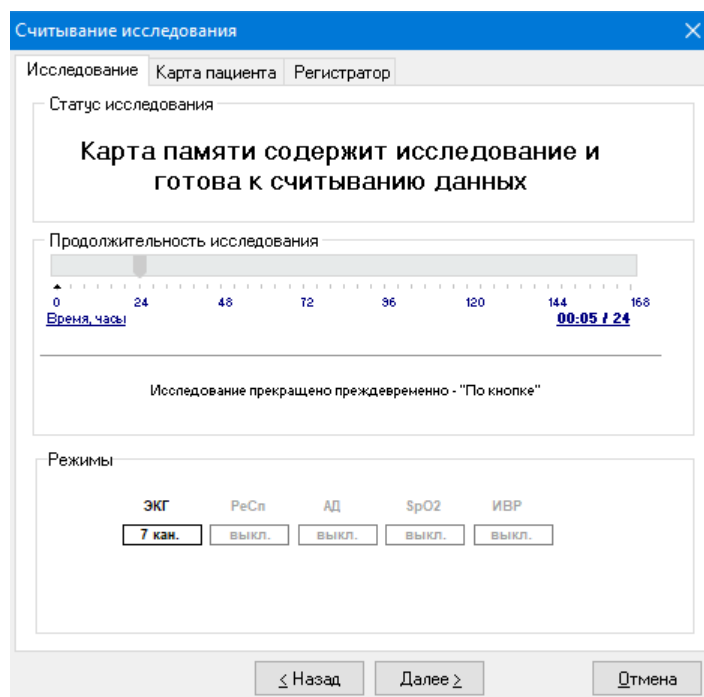 Считывание исследования
Исследование Карта пациента Регистратор
Статус исследования
Карта памяти содержит исследование и
готова к считыванию данных
Продолжительность исследования
0 24 48 72 96 120 144 168
Время, часы 00:05 / 24
Исследование прекращено преждевременно - "По кнопке"
Режимы
ЭКГ РеСп АД SpO2 ИВР
7 кан. выкл. выкл. выкл. выкл.
< Назад Далее > Отмена